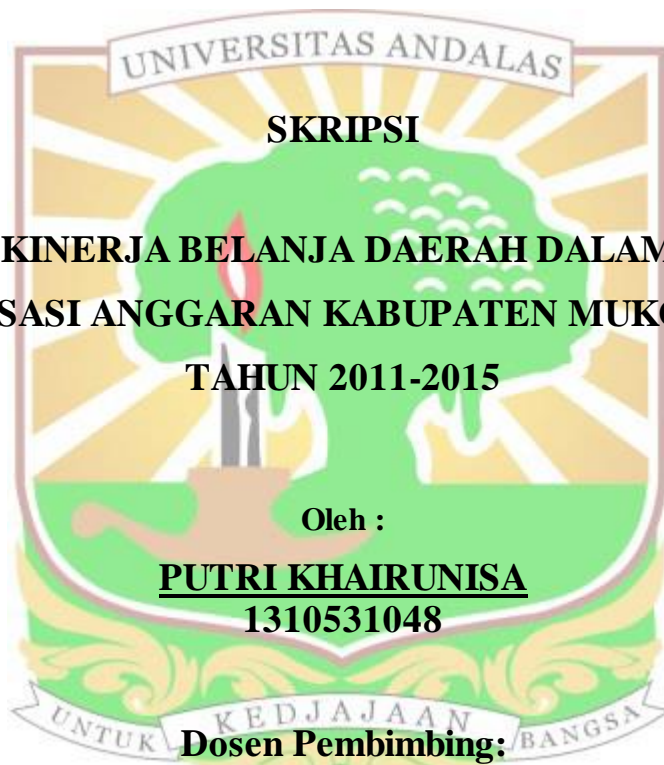 UNIVERSITAS ANDALAS
SKRIPSI
KINERJA BELANJA DAERAH DALAM
SASI ANGGARAN KABUPATEN MUKO
TAHUN 2011-2015
Oleh :
PUTRI KHAIRUNISA
1310531048
UNTUK KEDJAJAAN BANGSA
Dosen Pembimbing: